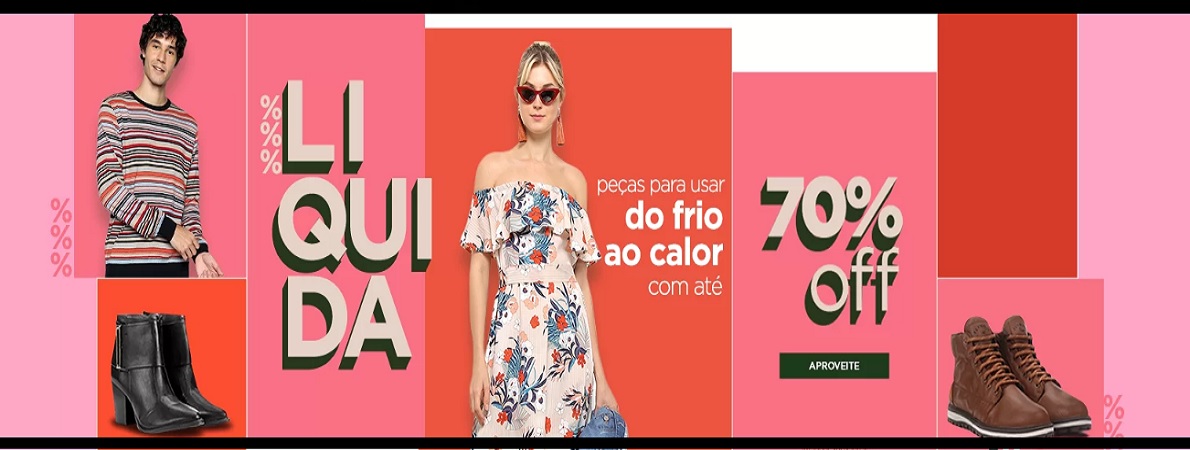 %
%
%
%
%
%
LI
QUI
DA
peças para usar
do frio
ao calor
com até
70%
off
APROVEITE
%
%